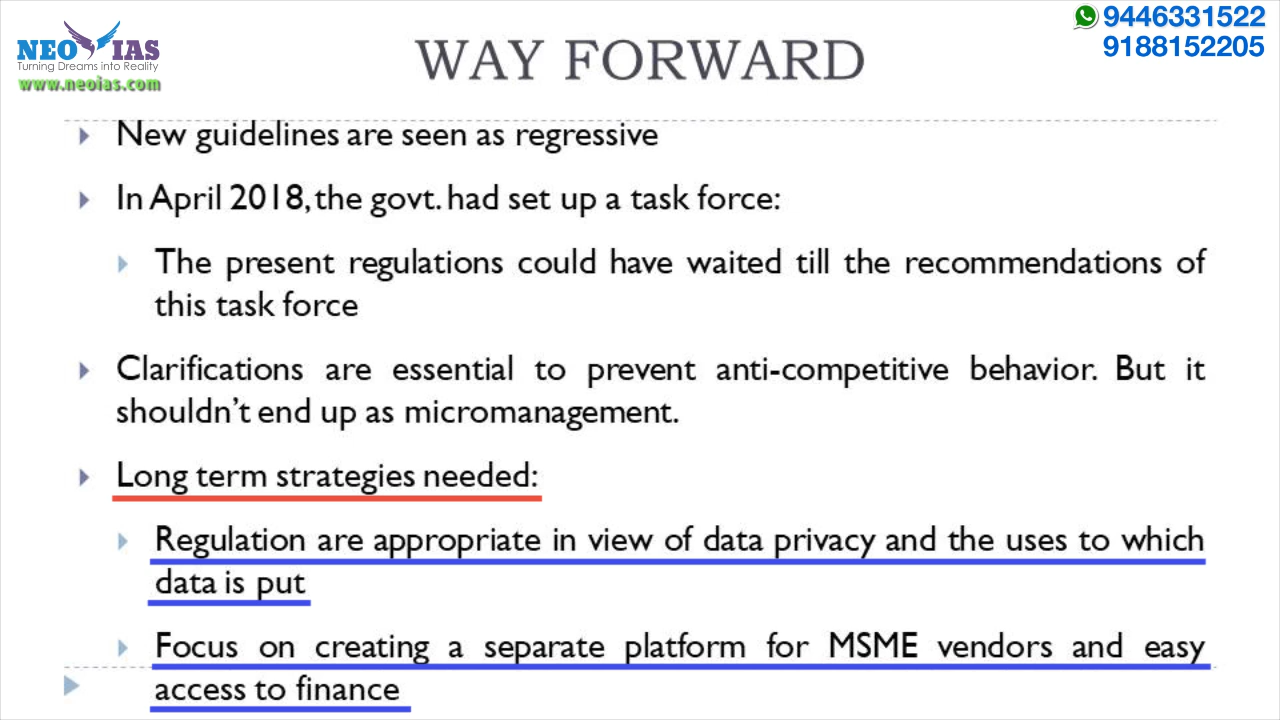 NEO IAS
Turning Dreams into Reality
www.neoias.com
WAY FORWARD
9446331522
9188152205
New guidelines are seen as regressive
In April 2018, the govt. had set up a task force:
The present regulations could have waited till the recommendations of
this task force
Clarifications are essential to prevent anti-competitive behavior. But it
shouldn't end up as micromanagement.
Long term strategies needed:
Regulation are appropriate in view of data privacy and the uses to which
data is put
Focus on creating a separate platform for MSME vendors and easy
access to finance